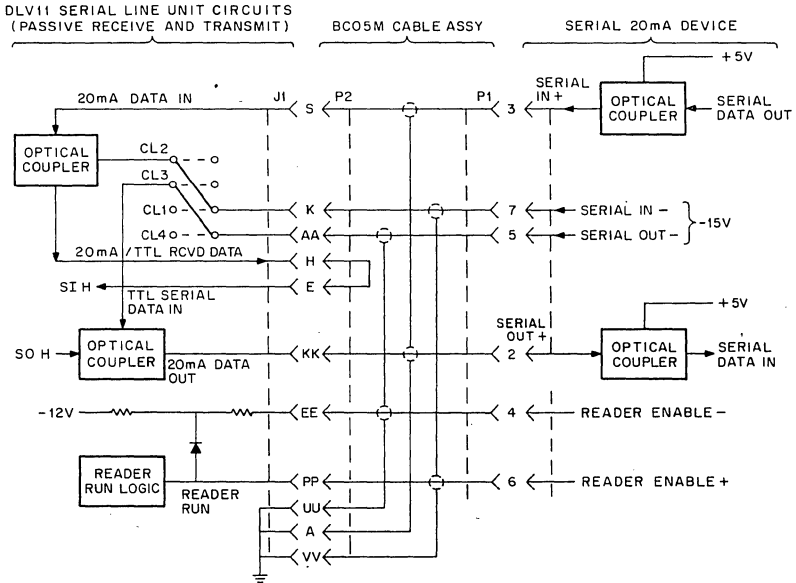 DLV11 SERIAL LINE UNIT CIRCUITS
(PASSIVE RECEIVE AND TRANSMIT)
BC05M CABLE ASSY
SERIAL 20mA DEVICE
+5V
20mA DATA IN
J1
S
P2
P1
3
SERIAL
IN+
OPTICAL
COUPLER
SERIAL
DATA OUT
OPTICAL
COUPLER
CL2
CL3
CL1
CL4
K
7
SERIAL IN -
AA
5
SERIAL OUT -
-15V
20mA/TTL RCVD DATA
H
SI H
E
TTL SERIAL
DATA IN
+5V
SERIAL
OUT+
SO H
OPTICAL
COUPLER
20mA DATA
OUT
KK
2
OPTICAL
COUPLER
SERIAL
DATA IN
-12V
EE
4
READER ENABLE -
READER
RUN LOGIC
READER
RUN
PP
6
READER ENABLE +
UU
A
VV